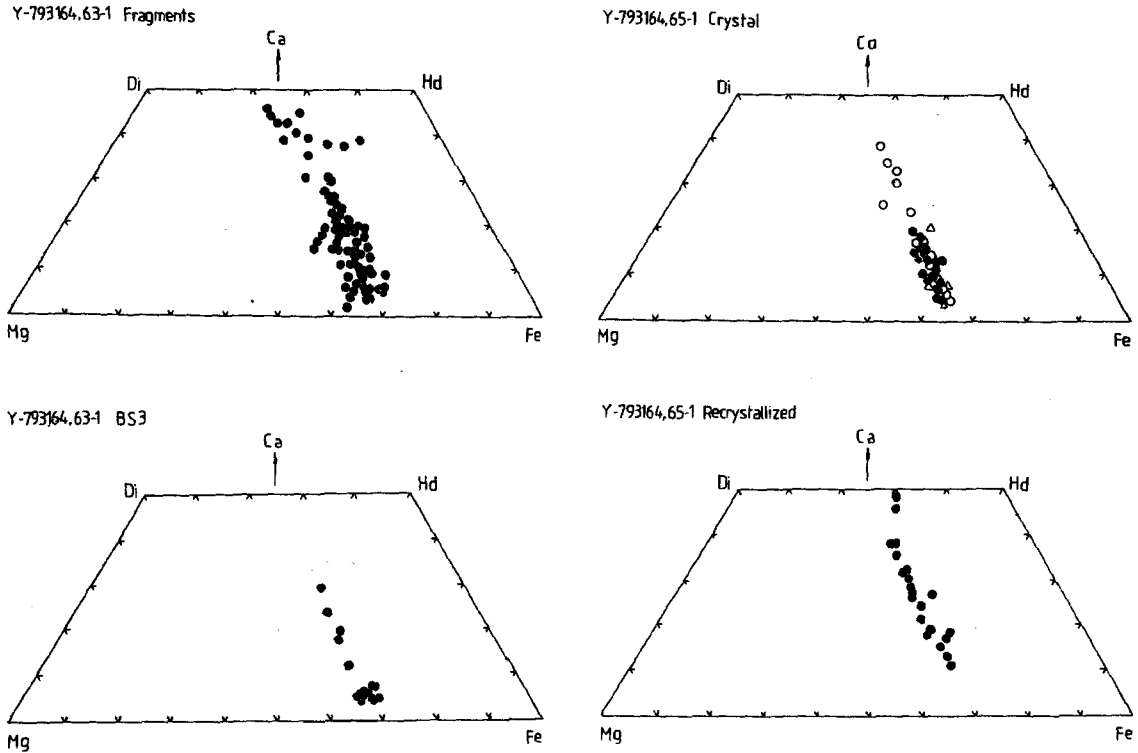 Y-793164,63-1 Fragments
Ca
Di
Hd
Mg
Fe
Y-793164,65-1 Crystal
Ca
Di
Hd
Mg
Fe
Y-793164,63-1 BS3
Ca
Di
Hd
Mg
Fe
Y-793164,65-1 Recrystallized
Ca
Di
Hd
Mg
Fe